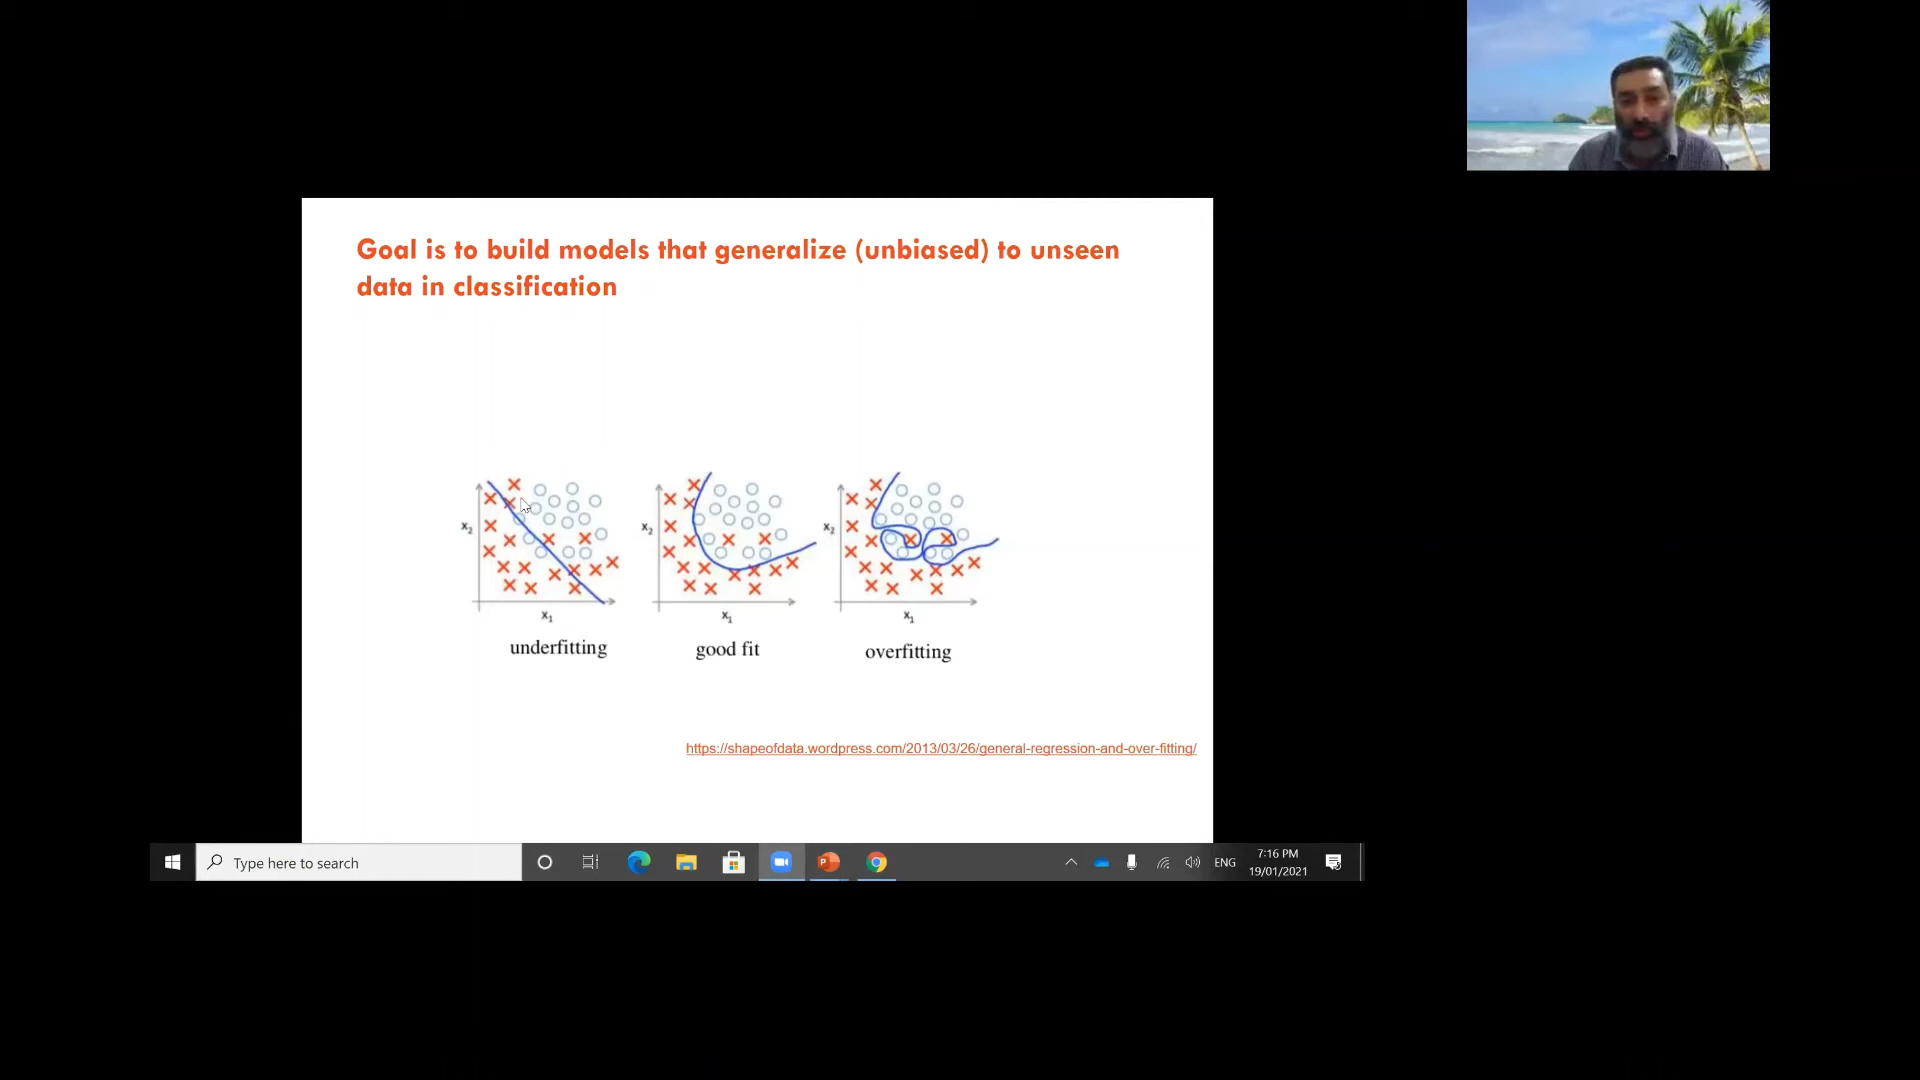 Goal is to build models that generalize (unbiased) to unseen
data in classification
x2
x1
underfitting
x2
x1
good fit
x2
x1
overfitting
https://shapeofdata.wordpress.com/2013/03/26/general-regression-and-over-fitting/
Type here to search
P
ENG
7:16 PM
19/01/2021